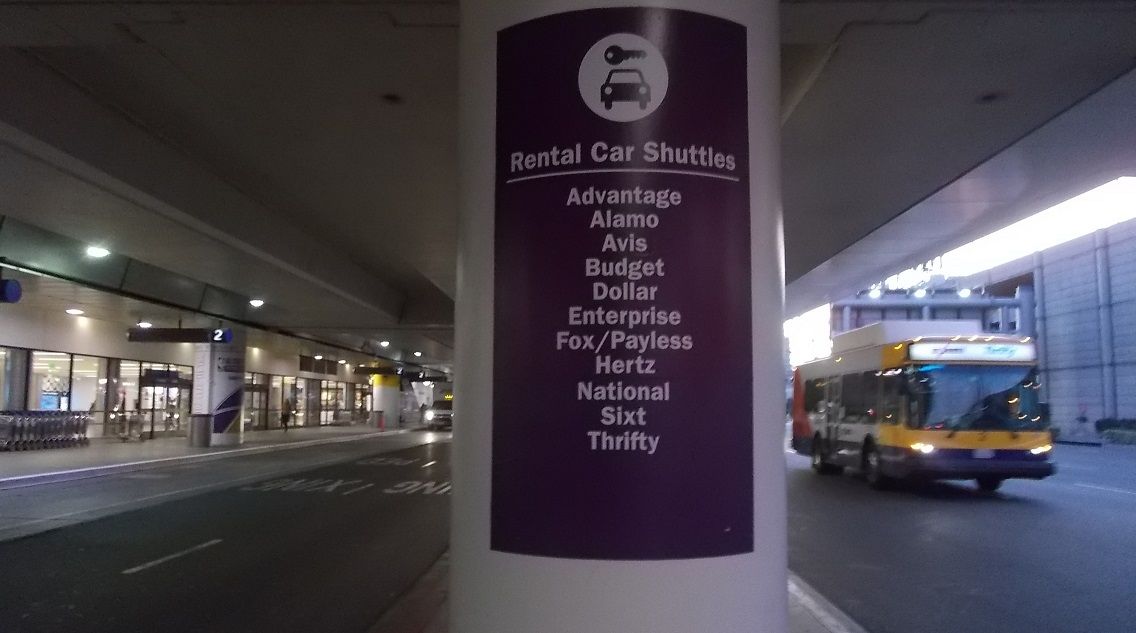 Rental Car Shuttles
Advantage
Alamo
Avis
Budget
Dollar
Enterprise
Fox/Payless
Hertz
National
Sixt
Thrifty
2